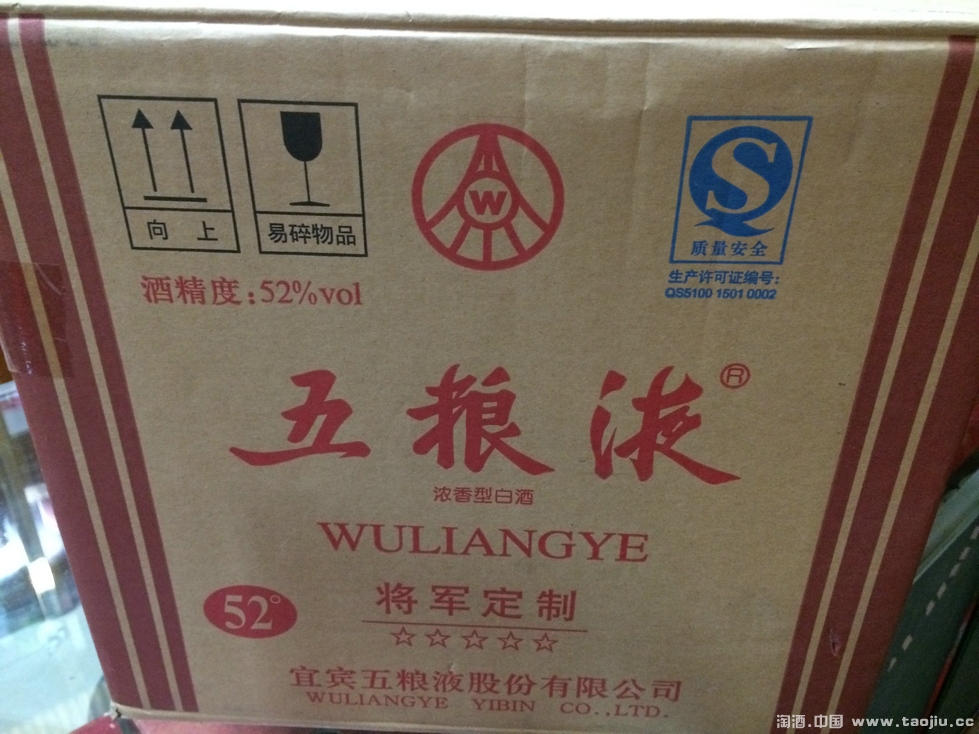 向 上
易碎物品
酒精度:52%vol
W
S
质量安全
生产许可证编号:
QS5100 1501 0002
五粮液®
浓香型白酒
WULIANGYE
52°
将军定制
☆☆☆☆☆
宜宾五粮液股份有限公司
WULIANGYE YIBIN CO.,LTD.
淘酒.中国 www.taojiu.cc